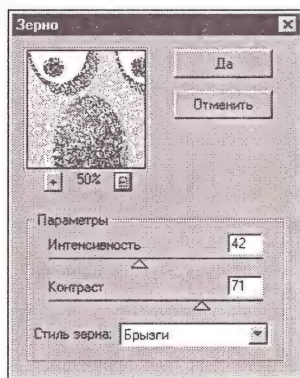 Зерно
Да
Отменить
50%
Параметры
Интенсивность 42
Контраст 71
Стиль зерна: Брызги